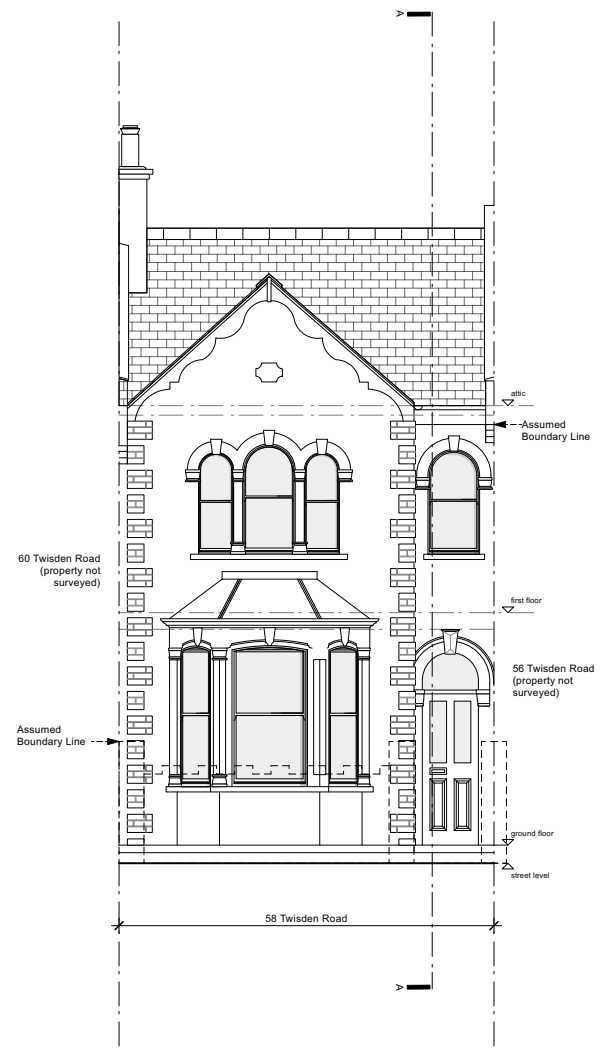 A
attic
Assumed
Boundary Line
60 Twisden Road
(property not
surveyed)
first floor
56 Twisden Road
(property not
surveyed)
Assumed
Boundary Line
ground floor
street level
58 Twisden Road
A